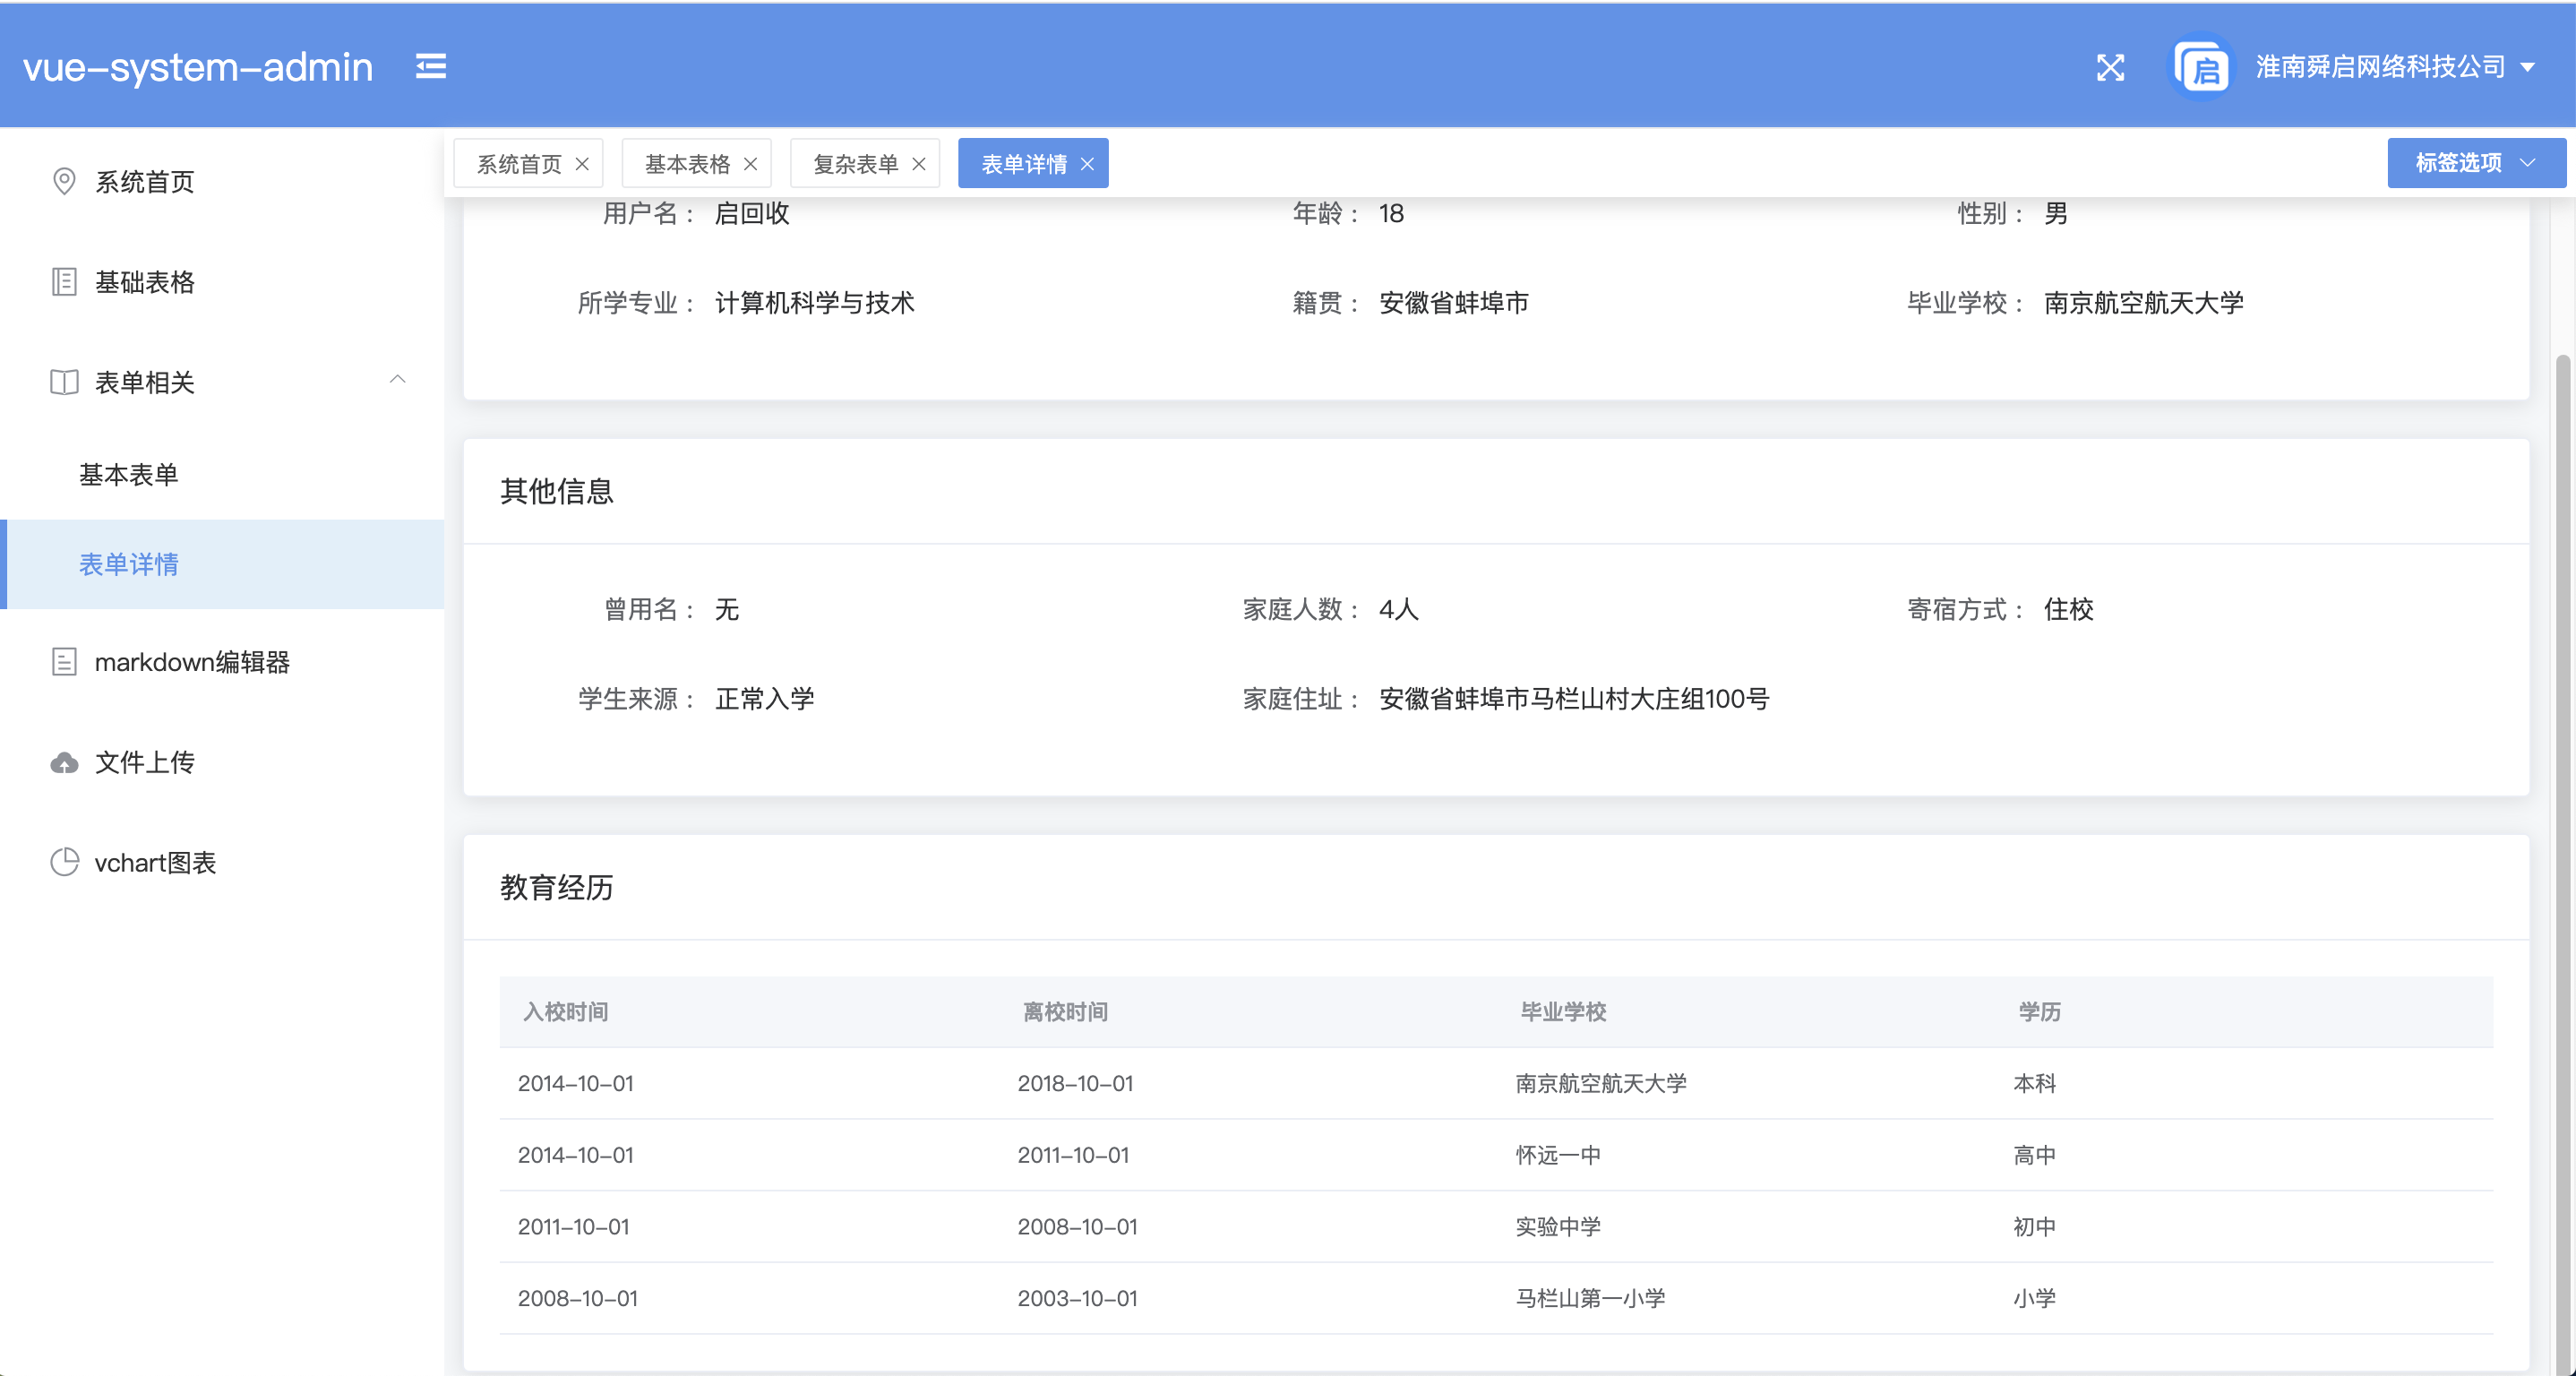 vue-system-admin
启
淮南舜启网络科技公司
系统首页
基础表格
表单相关
基本表单
表单详情
markdown编辑器
文件上传
vchart图表
系统首页 基本表格 复杂表单 表单详情 标签选项
用户名： 启回收 年龄： 18 性别： 男
所学专业： 计算机科学与技术 籍贯： 安徽省蚌埠市 毕业学校： 南京航空航天大学
其他信息
曾用名： 无 家庭人数： 4人 寄宿方式： 住校
学生来源： 正常入学 家庭住址： 安徽省蚌埠市马栏山村大庄组100号
教育经历
入校时间 离校时间 毕业学校 学历
2014-10-01 2018-10-01 南京航空航天大学 本科
2014-10-01 2011-10-01 怀远一中 高中
2011-10-01 2008-10-01 实验中学 初中
2008-10-01 2003-10-01 马栏山第一小学 小学